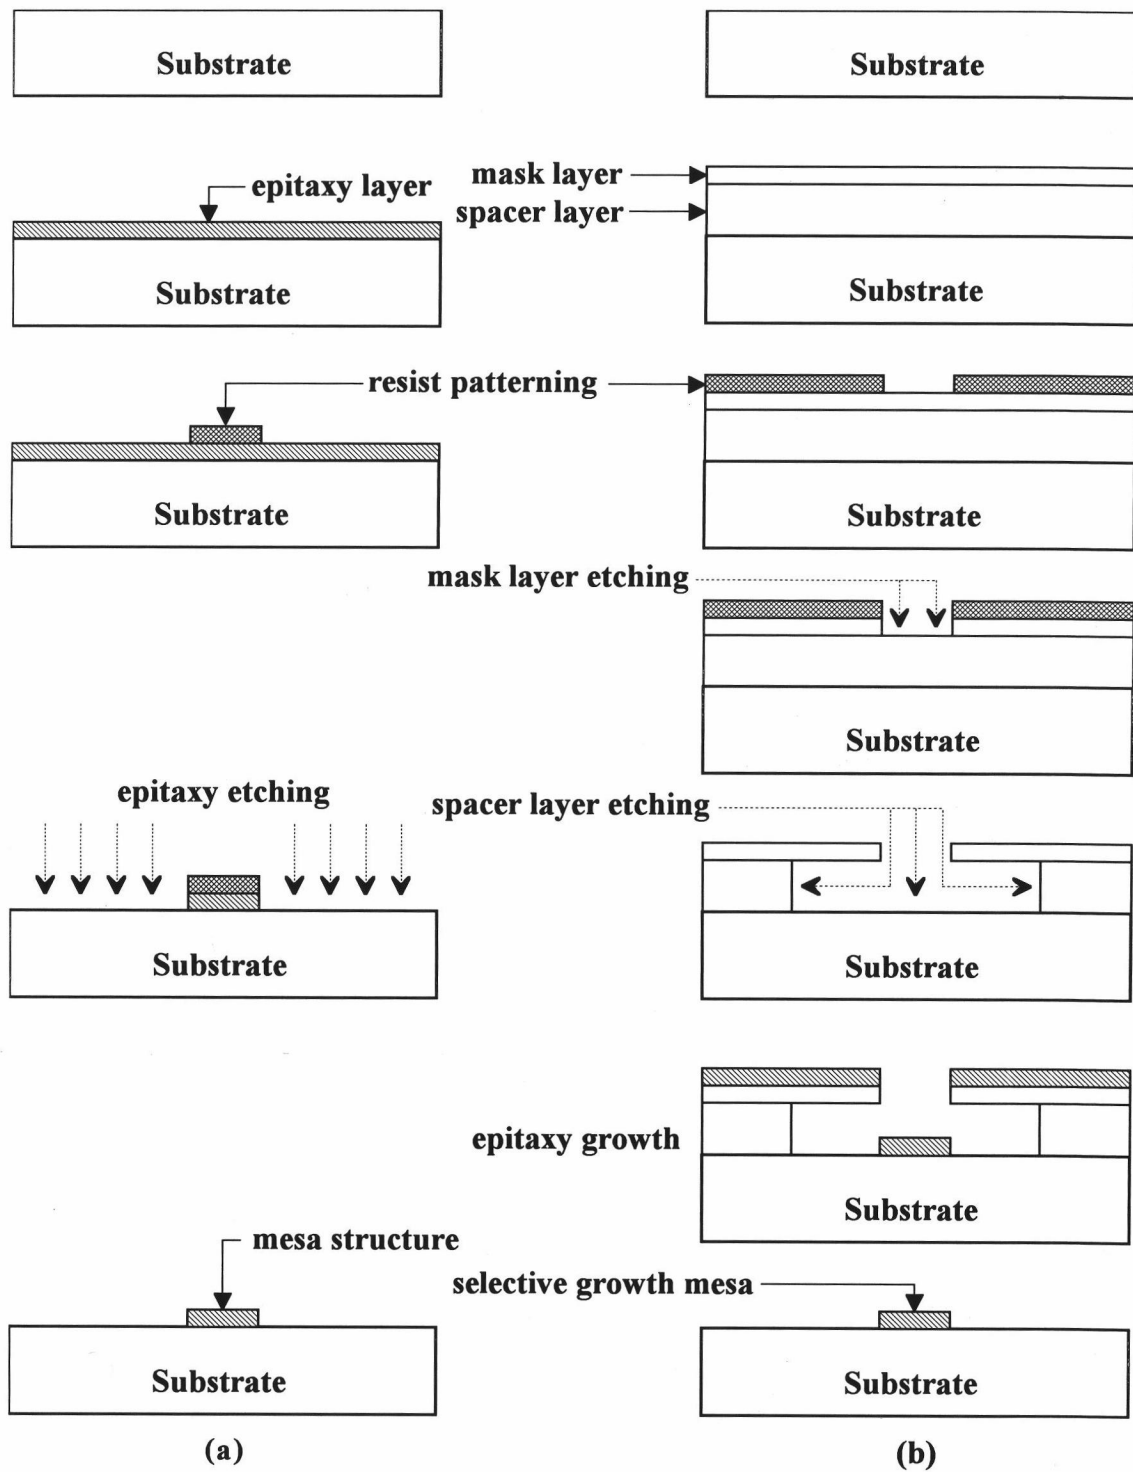 Substrate
Substrate
epitaxy layer
mask layer
spacer layer
Substrate
Substrate
resist patterning
Substrate
Substrate
mask layer etching
Substrate
epitaxy etching
spacer layer etching
Substrate
Substrate
epitaxy growth
Substrate
mesa structure
selective growth mesa
Substrate
Substrate
(a)
(b)